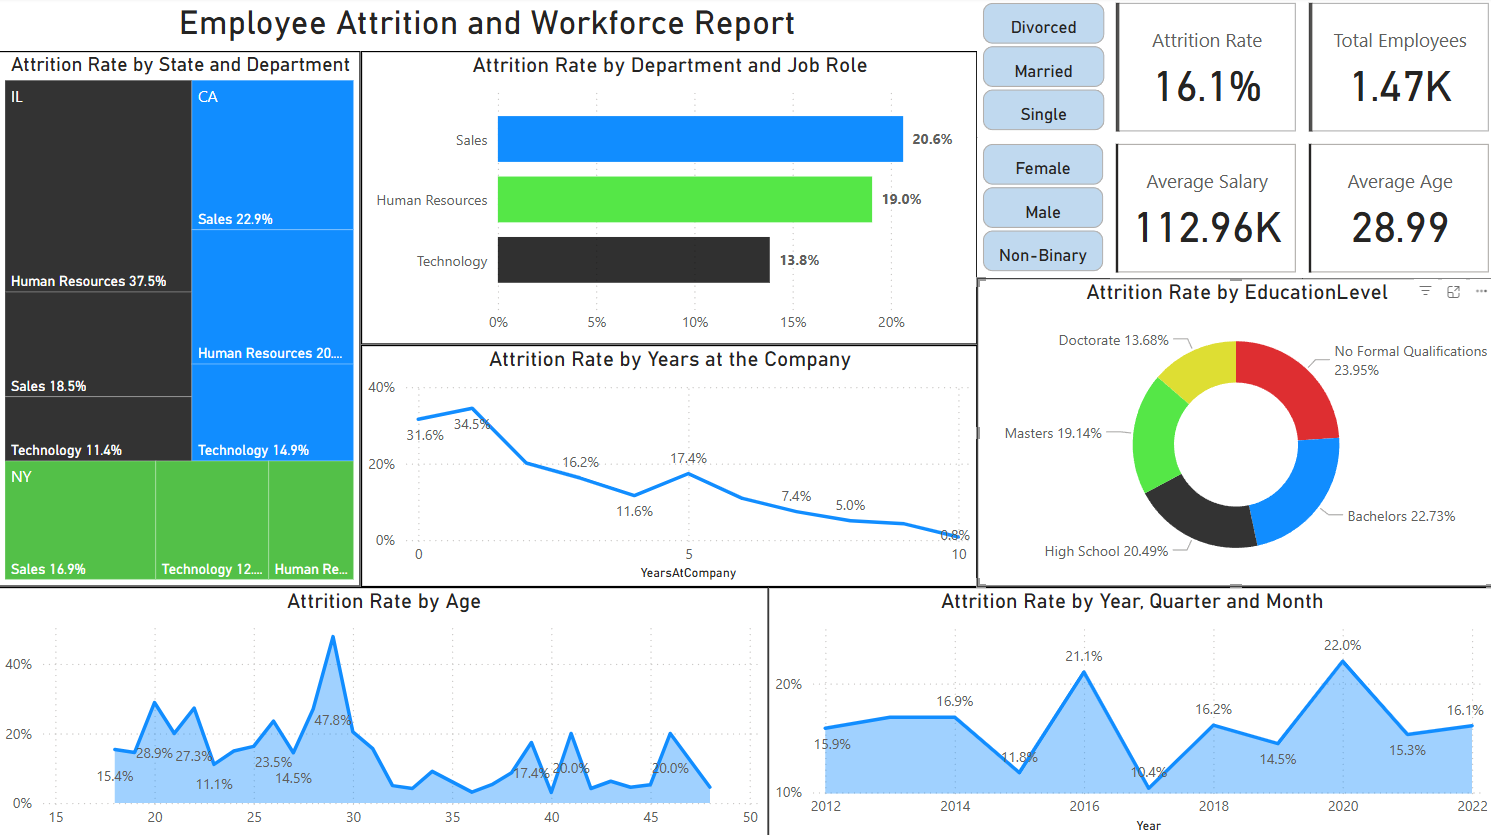 Employee Attrition and Workforce Report
Divorced
Married
Single
Female
Male
Non-Binary
Attrition Rate
16.1%
Total Employees
1.47K
Average Salary
112.96K
Average Age
28.99
Attrition Rate by State and Department
IL
Human Resources 37.5%
Sales 18.5%
Technology 11.4%
CA
Sales 22.9%
Human Resources 20....
Technology 14.9%
NY
Sales 16.9%
Technology 12....
Human Re...
Attrition Rate by Department and Job Role
Sales
20.6%
Human Resources
19.0%
Technology
13.8%
0%
5%
10%
15%
20%
Attrition Rate by Years at the Company
40%
20%
0%
31.6%
34.5%
16.2%
11.6%
17.4%
7.4%
5.0%
0.8%
0
5
10
YearsAtCompany
Attrition Rate by EducationLevel
Doctorate 13.68%
No Formal Qualifications
23.95%
Masters 19.14%
Bachelors 22.73%
High School 20.49%
Attrition Rate by Age
40%
20%
0%
15.4%
28.9%
27.3%
11.1%
23.5%
14.5%
47.8%
17.4%
20.0%
20.0%
15
20
25
30
35
40
45
50
Attrition Rate by Year, Quarter and Month
20%
10%
15.9%
16.9%
11.8%
21.1%
10.4%
16.2%
14.5%
22.0%
15.3%
16.1%
2012
2014
2016
2018
2020
2022
Year